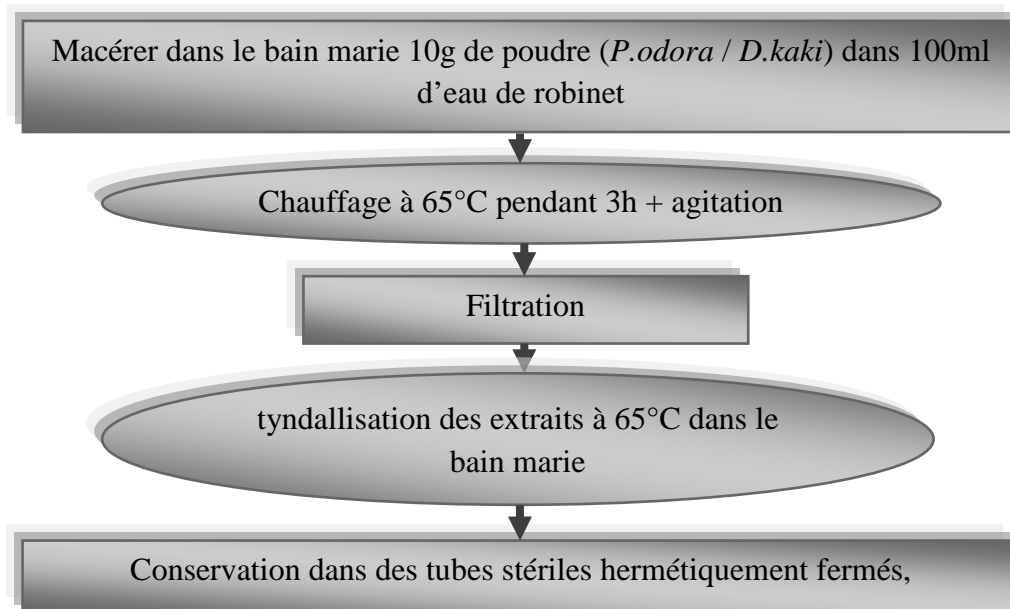 Macérer dans le bain marie 10g de poudre (P.odora / D.kaki) dans 100ml
d’eau de robinet
Chauffage à 65°C pendant 3h + agitation
Filtration
tyndallisation des extraits à 65°C dans le
bain marie
Conservation dans des tubes stériles hermétiquement fermés,